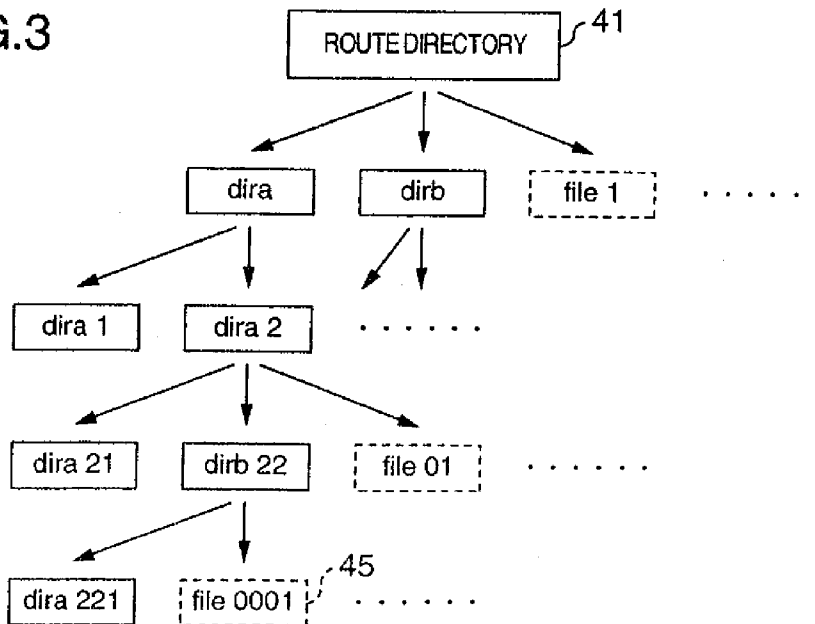 G.3
ROUTE DIRECTORY 41
dira dirb file 1 . . . . .
dira 1 dira 2 . . . . . .
dira 21 dirb 22 file 01 . . . . . .
dira 221 file 0001 45 . . . . . .